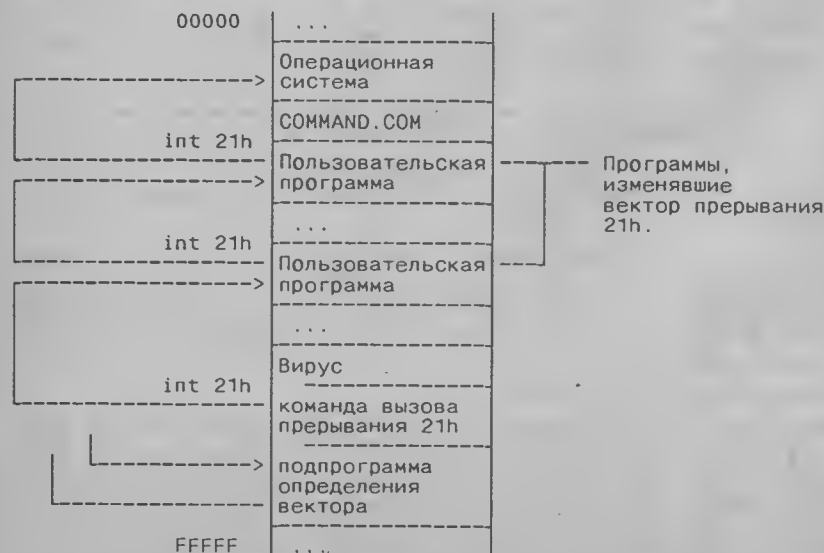 00000 ...
Операционная
система
COMMAND.COM
int 21h
Пользовательская
программа
Программы,
изменявшие
вектор прерывания
21h.
...
int 21h
Пользовательская
программа
...
Вирус
int 21h
команда вызова
прерывания 21h
подпрограмма
определения
вектора
FFFFF ...